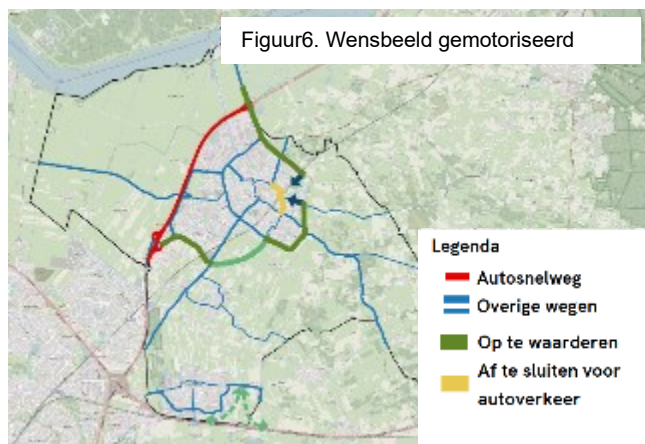 Figuur6. Wensbeeld gemotoriseerd
Legenda
Autosnelweg
Overige wegen
Op te waarderen
Af te sluiten voor
autoverkeer